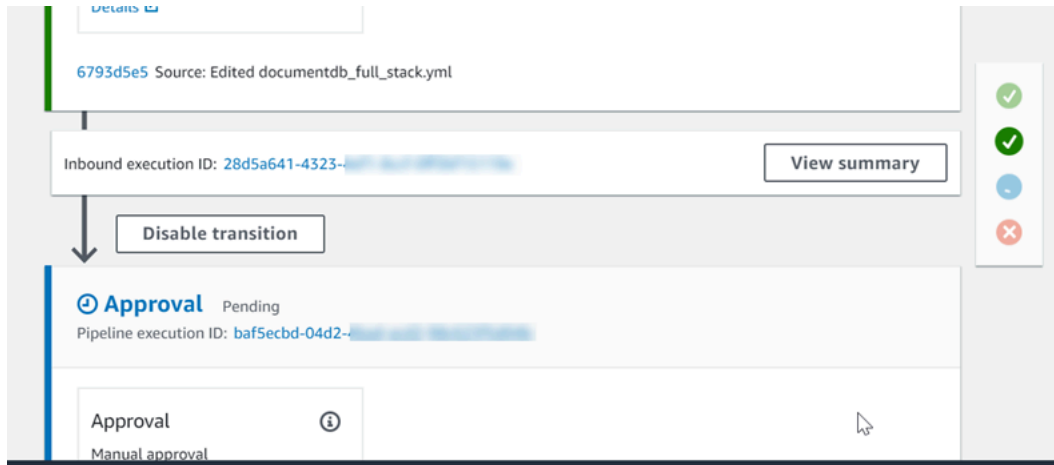 Details
6793d5e5 Source: Edited documentdb_full_stack.yml
Inbound execution ID: 28d5a641-4323-
View summary
Disable transition
Approval Pending
Pipeline execution ID: baf5ecbd-04d2-
Approval
Manual approval